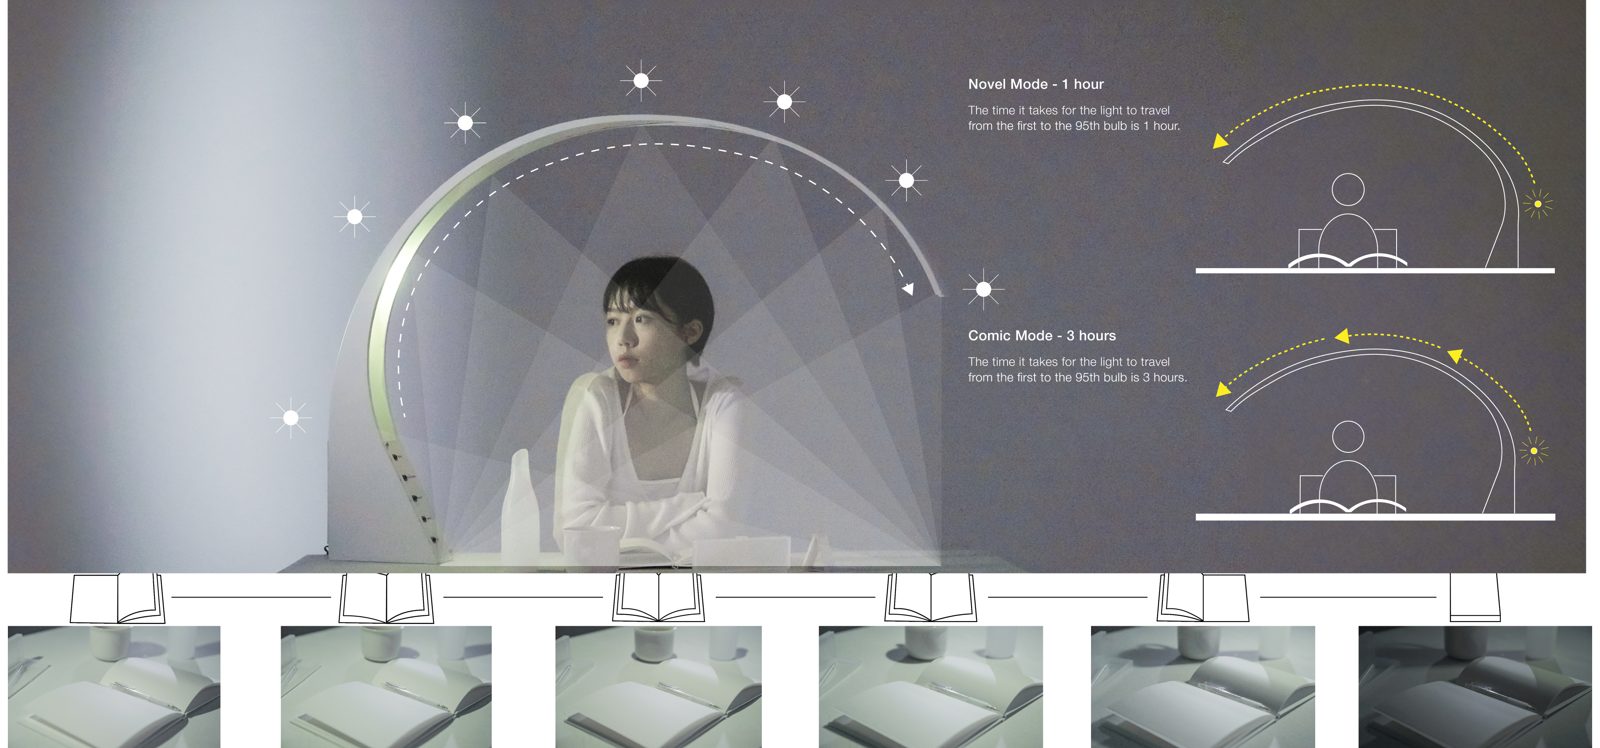 Novel Mode - 1 hour
The time it takes for the light to travel
from the first to the 95th bulb is 1 hour.
Comic Mode - 3 hours
The time it takes for the light to travel
from the first to the 95th bulb is 3 hours.